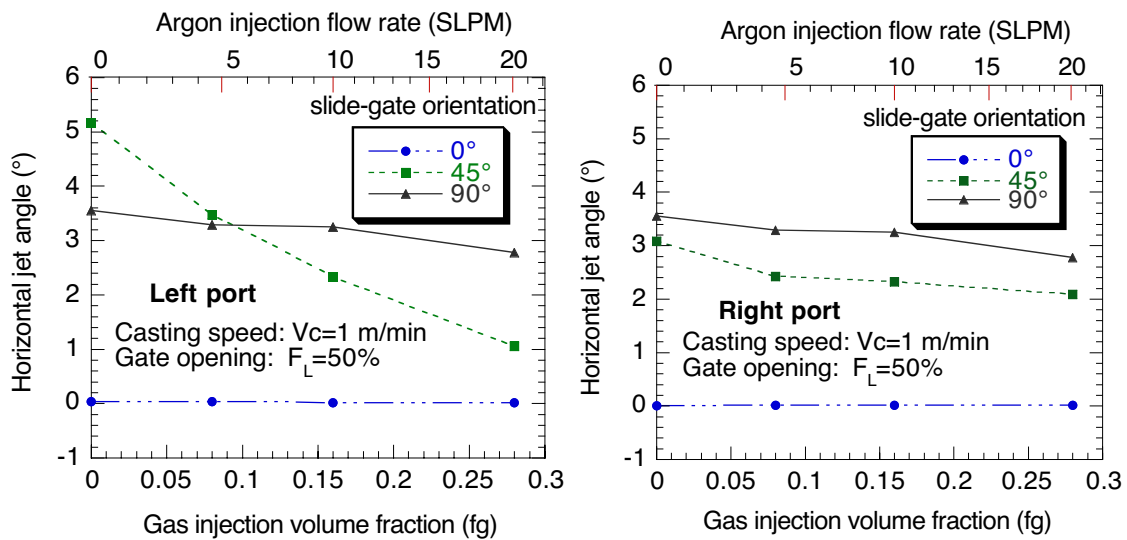 Argon injection flow rate (SLPM)
0 5 10 15 20
6
5
4
3
2
1
0
-1
Horizontal jet angle (°)
slide-gate orientation
0°
45°
90°
Left port
Casting speed: Vc=1 m/min
Gate opening: F_L=50%
0 0.05 0.1 0.15 0.2 0.25 0.3
Gas injection volume fraction (fg)
Argon injection flow rate (SLPM)
0 5 10 15 20
6
5
4
3
2
1
0
-1
Horizontal jet angle (°)
slide-gate orientation
0°
45°
90°
Right port
Casting speed: Vc=1 m/min
Gate opening: F_L=50%
0 0.05 0.1 0.15 0.2 0.25 0.3
Gas injection volume fraction (fg)